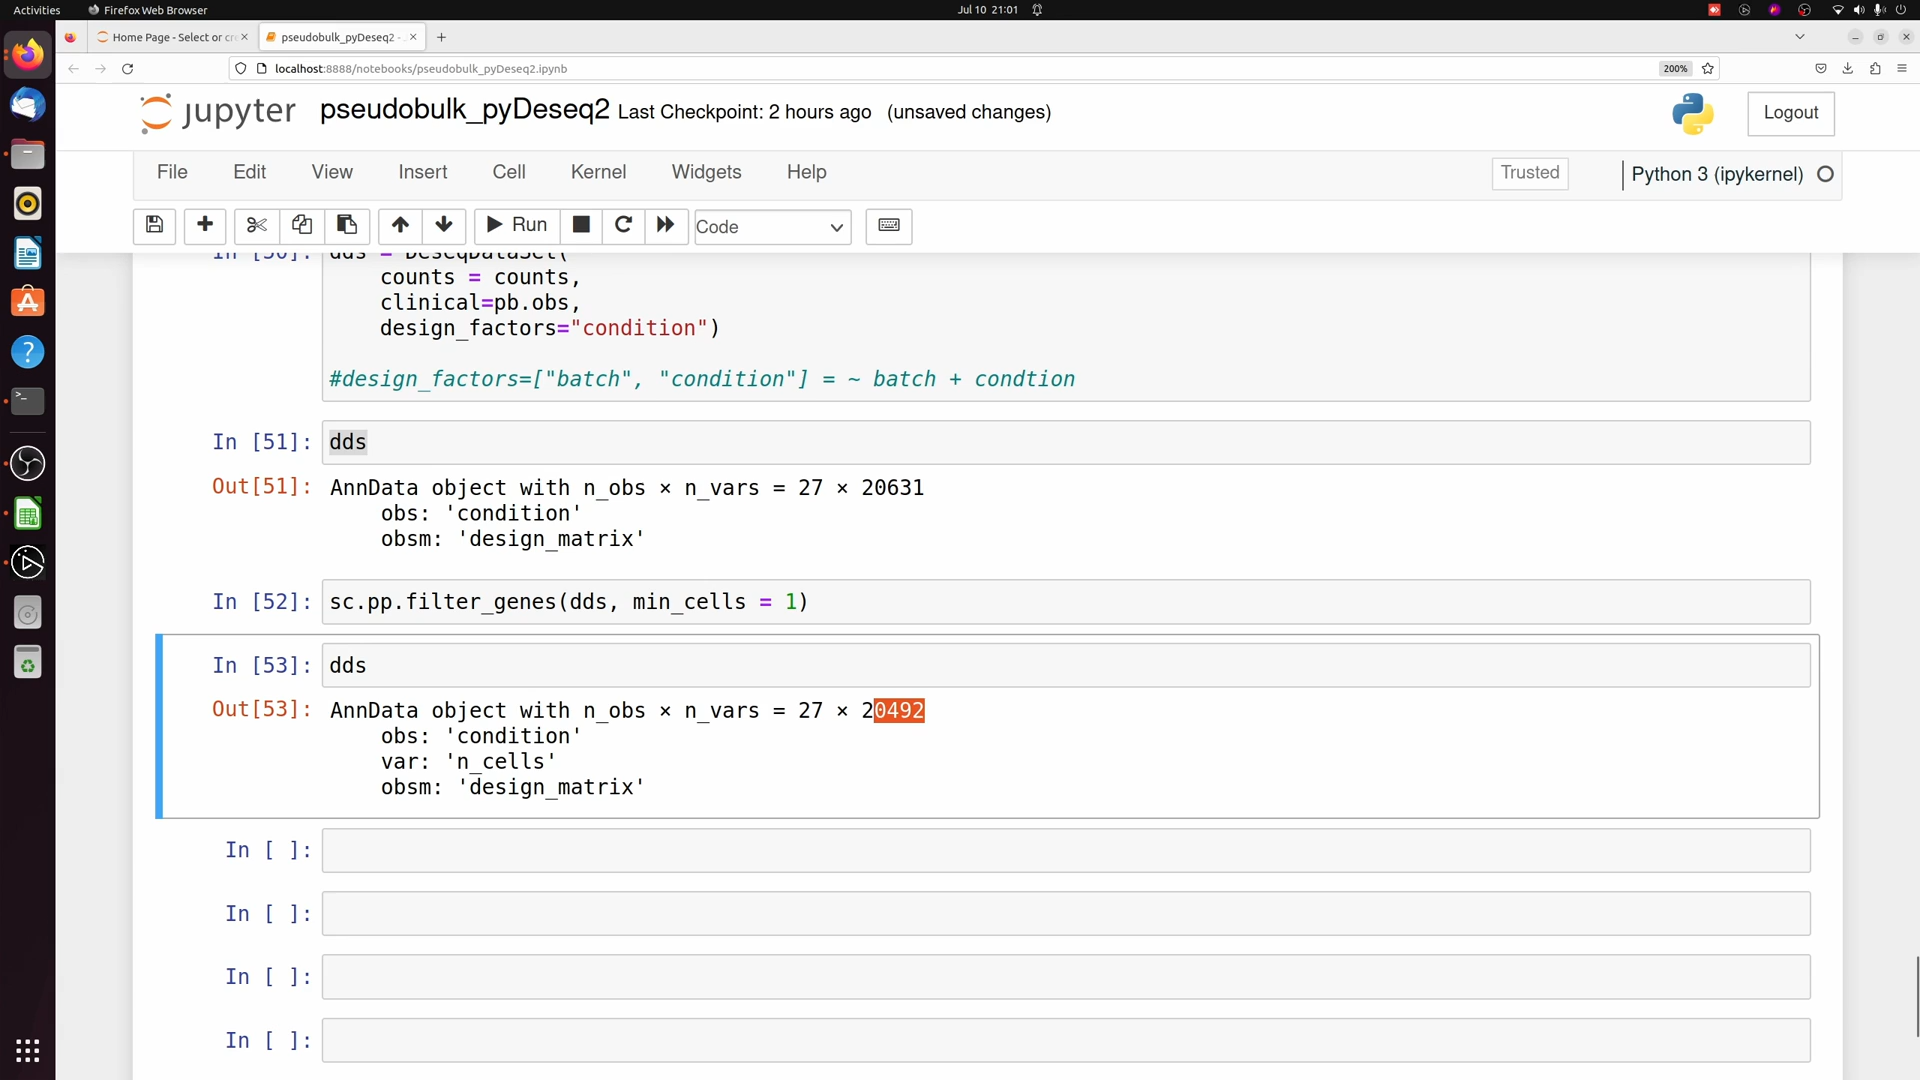 Activities Firefox Web Browser Jul 10 21:01
Home Page - Select or cre pseudobulk_pyDeseq2 -
localhost:8888/notebooks/pseudobulk_pyDeseq2.ipynb 200%
jupyter pseudobulk_pyDeseq2 Last Checkpoint: 2 hours ago (unsaved changes) Logout
File Edit View Insert Cell Kernel Widgets Help Trusted Python 3 (ipykernel)
Run Code
In [50]: dds = DeseqDataSet(
counts = counts,
clinical=pb.obs,
design_factors="condition")
#design_factors=["batch", "condition"] = ~ batch + condtion
In [51]: dds
Out[51]: AnnData object with n_obs × n_vars = 27 × 20631
obs: 'condition'
obsm: 'design_matrix'
In [52]: sc.pp.filter_genes(dds, min_cells = 1)
In [53]: dds
Out[53]: AnnData object with n_obs × n_vars = 27 × 20492
obs: 'condition'
var: 'n_cells'
obsm: 'design_matrix'
In [ ]:
In [ ]:
In [ ]:
In [ ]: